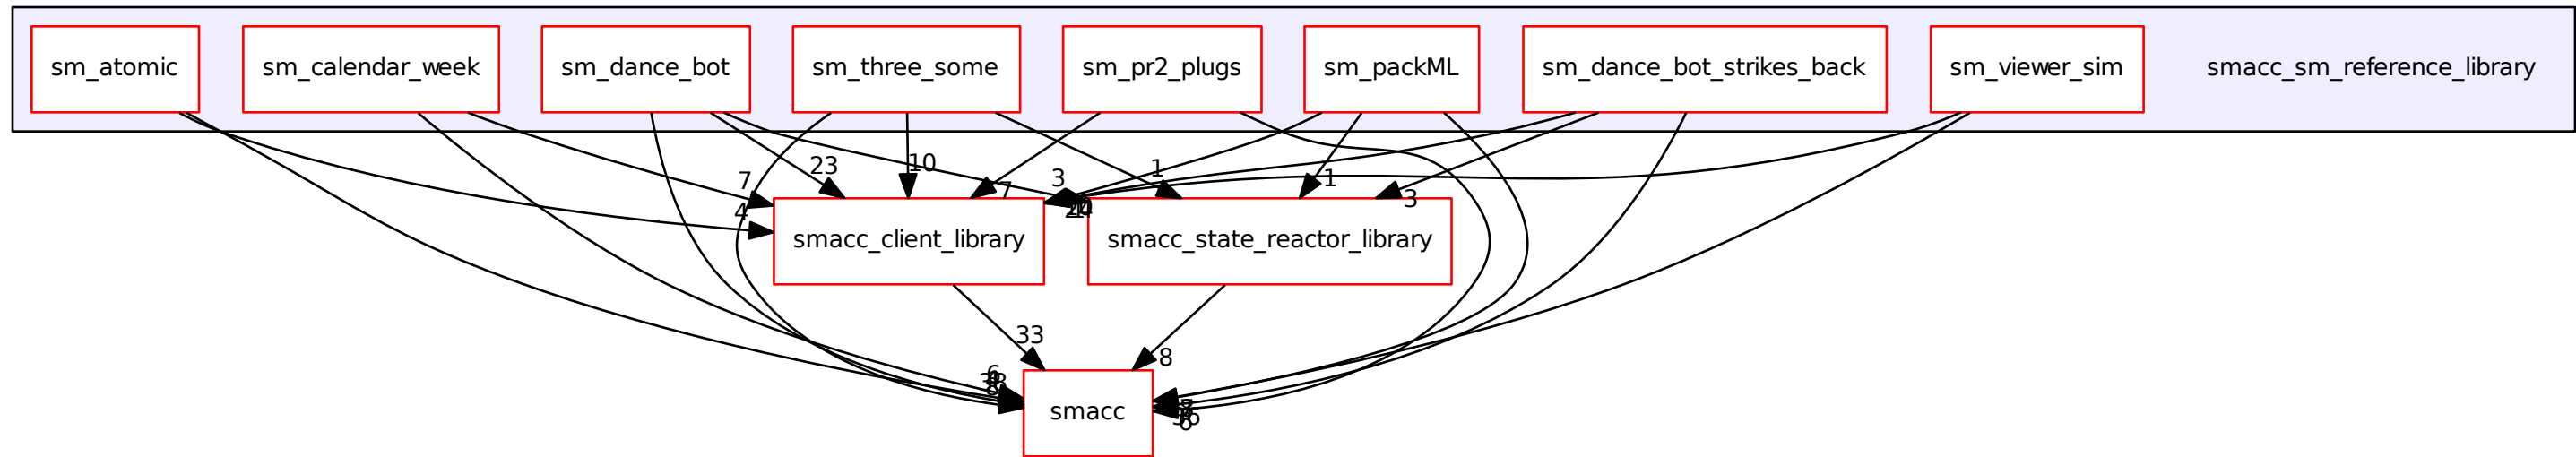 sm_atomic
sm_calendar_week
sm_dance_bot
sm_three_some
sm_pr2_plugs
sm_packML
sm_dance_bot_strikes_back
sm_viewer_sim
smacc_sm_reference_library
23
10
1
7
3
1
7
3
4
smacc_client_library
smacc_state_reactor_library
33
8
smacc